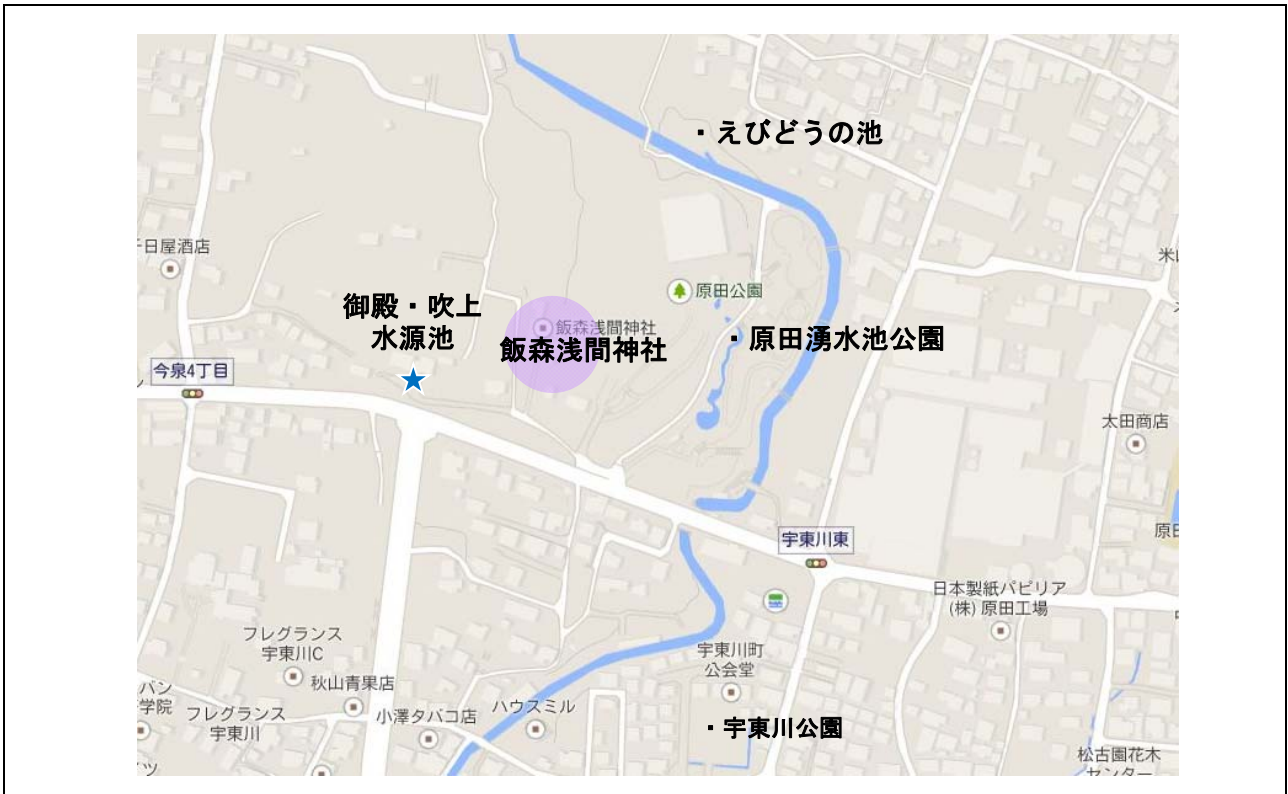 ・えびどうの池
千日屋酒店
米山
御殿・吹上
水源池
原田公園
飯森浅間神社
飯森浅間神社
・原田湧水池公園
今泉4丁目
太田商店
宇東川東
日本製紙パピリア
(株) 原田工場
フレグランス
宇東川C
宇東川町
公会堂
秋山青果店
フレグランス
宇東川
小澤タバコ店
ハウスミル
・宇東川公園
松古園花木
センター